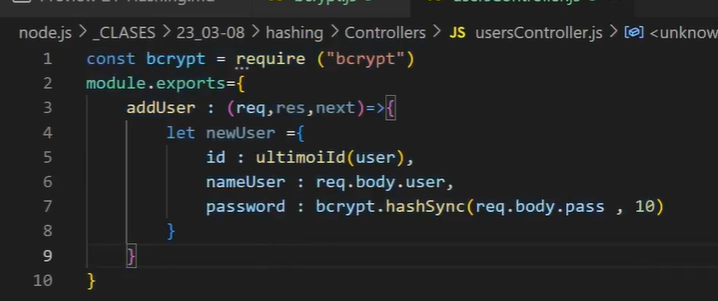 node.js > _CLASES > 23_03-08 > hashing > Controllers > JS usersController.js > <unknow
1 const bcrypt = require ("bcrypt")
2 module.exports={
3 addUser : (req,res,next)=>{
4 let newUser ={
5 id : ultimoiId(user),
6 nameUser : req.body.user,
7 password : bcrypt.hashSync(req.body.pass , 10)
8 }
9 }
10 }